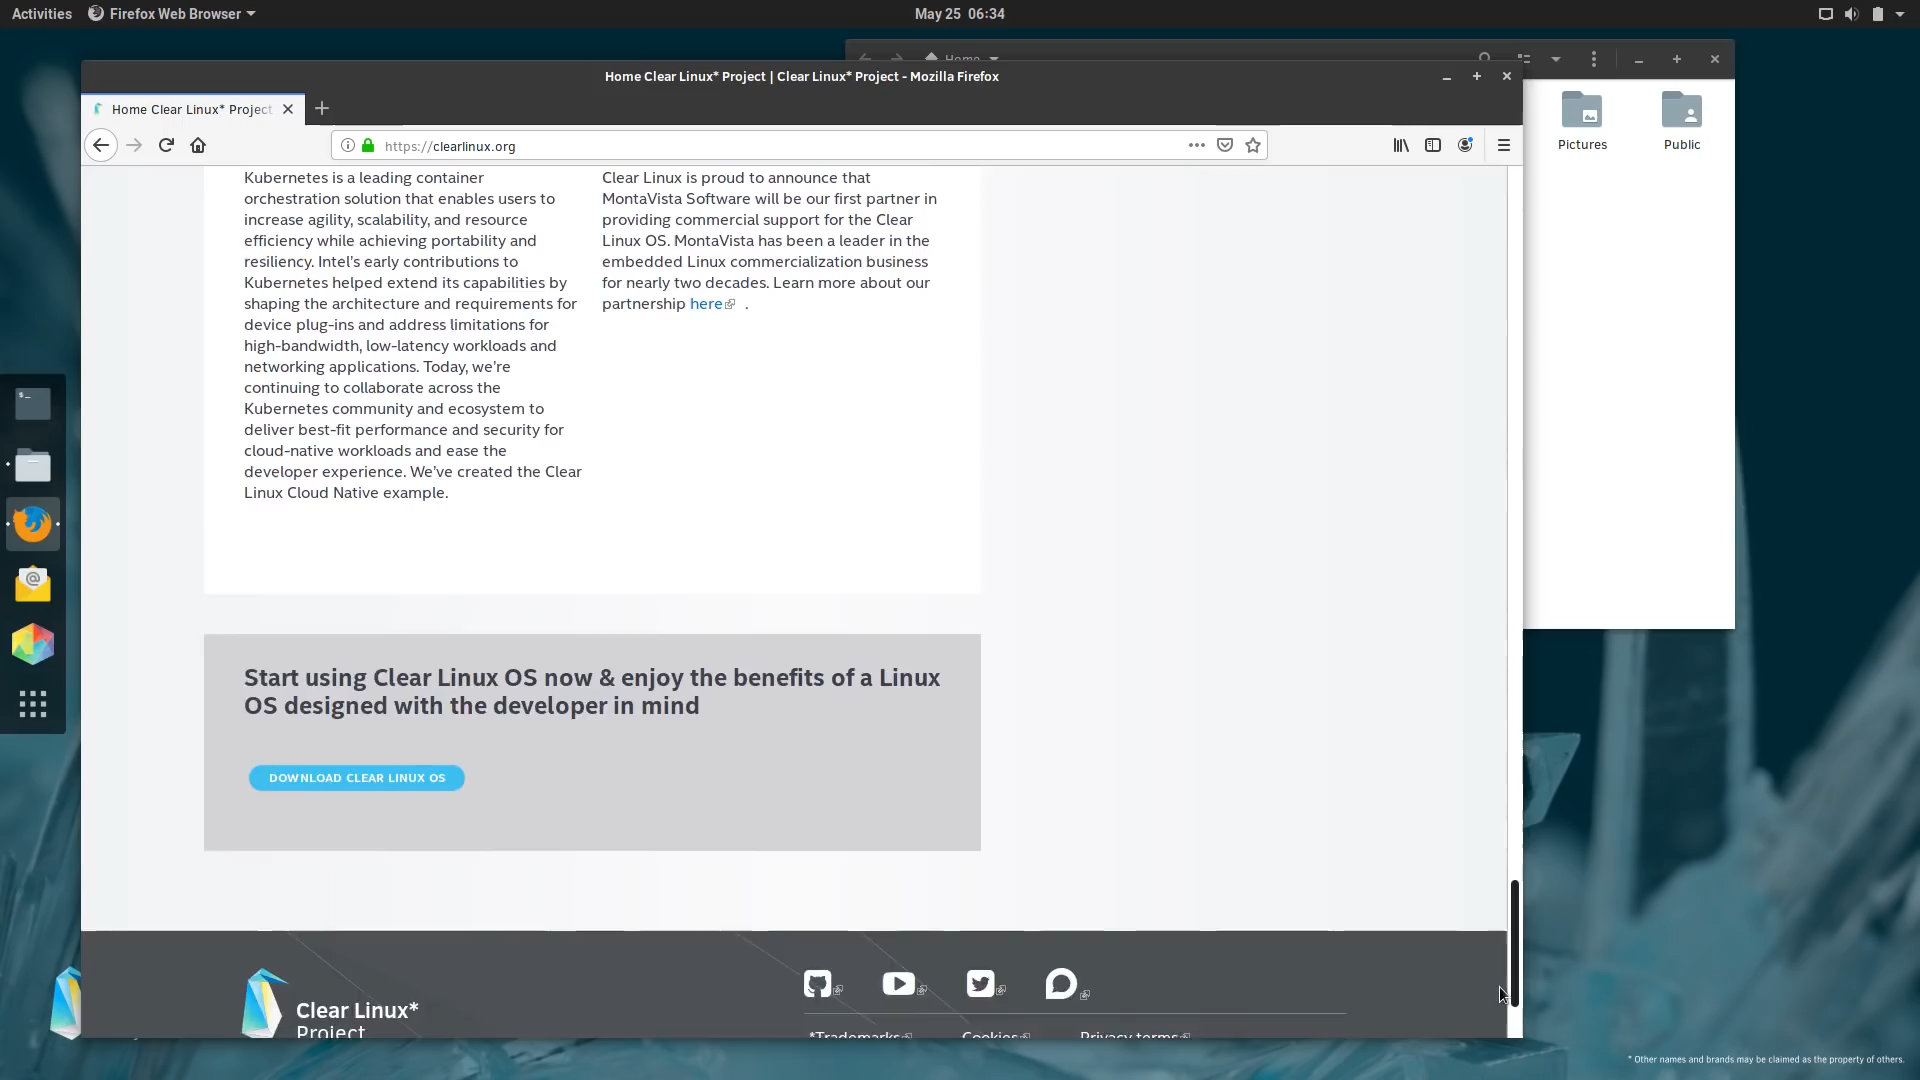 Activities
Firefox Web Browser
May 25 06:34
Home
Home Clear Linux* Project | Clear Linux* Project - Mozilla Firefox
Home Clear Linux* Project
https://clearlinux.org
Pictures
Public
Kubernetes is a leading container
orchestration solution that enables users to
increase agility, scalability, and resource
efficiency while achieving portability and
resiliency. Intel’s early contributions to
Kubernetes helped extend its capabilities by
shaping the architecture and requirements for
device plug-ins and address limitations for
high-bandwidth, low-latency workloads and
networking applications. Today, we’re
continuing to collaborate across the
Kubernetes community and ecosystem to
deliver best-fit performance and security for
cloud-native workloads and ease the
developer experience. We’ve created the Clear
Linux Cloud Native example.
Clear Linux is proud to announce that
MontaVista Software will be our first partner in
providing commercial support for the Clear
Linux OS. MontaVista has been a leader in the
embedded Linux commercialization business
for nearly two decades. Learn more about our
partnership here .
Start using Clear Linux OS now & enjoy the benefits of a Linux
OS designed with the developer in mind
DOWNLOAD CLEAR LINUX OS
Clear Linux*
Project
*Trademarks
Cookies
Privacy terms
* Other names and brands may be claimed as the property of others.